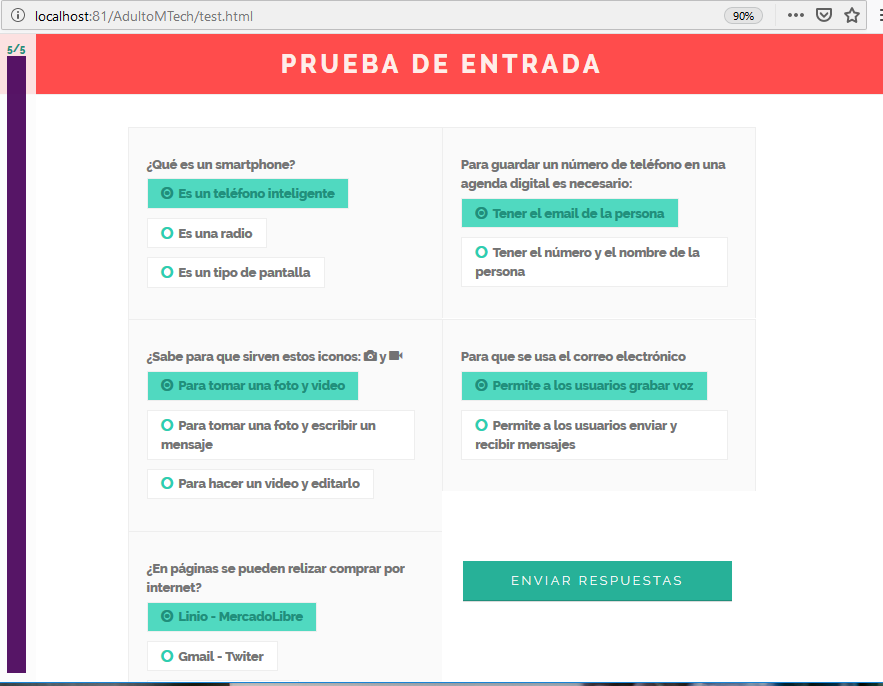 localhost:81/AdultoMTech/test.html
90%
5/5
PRUEBA DE ENTRADA
¿Qué es un smartphone?
Es un teléfono inteligente
Es una radio
Es un tipo de pantalla
Para guardar un número de teléfono en una
agenda digital es necesario:
Tener el email de la persona
Tener el número y el nombre de la
persona
¿Sabe para que sirven estos iconos: y
Para tomar una foto y video
Para tomar una foto y escribir un
mensaje
Para hacer un video y editarlo
Para que se usa el correo electrónico
Permite a los usuarios grabar voz
Permite a los usuarios enviar y
recibir mensajes
¿En páginas se pueden relizar comprar por
internet?
Linio - MercadoLibre
Gmail - Twiter
ENVIAR RESPUESTAS